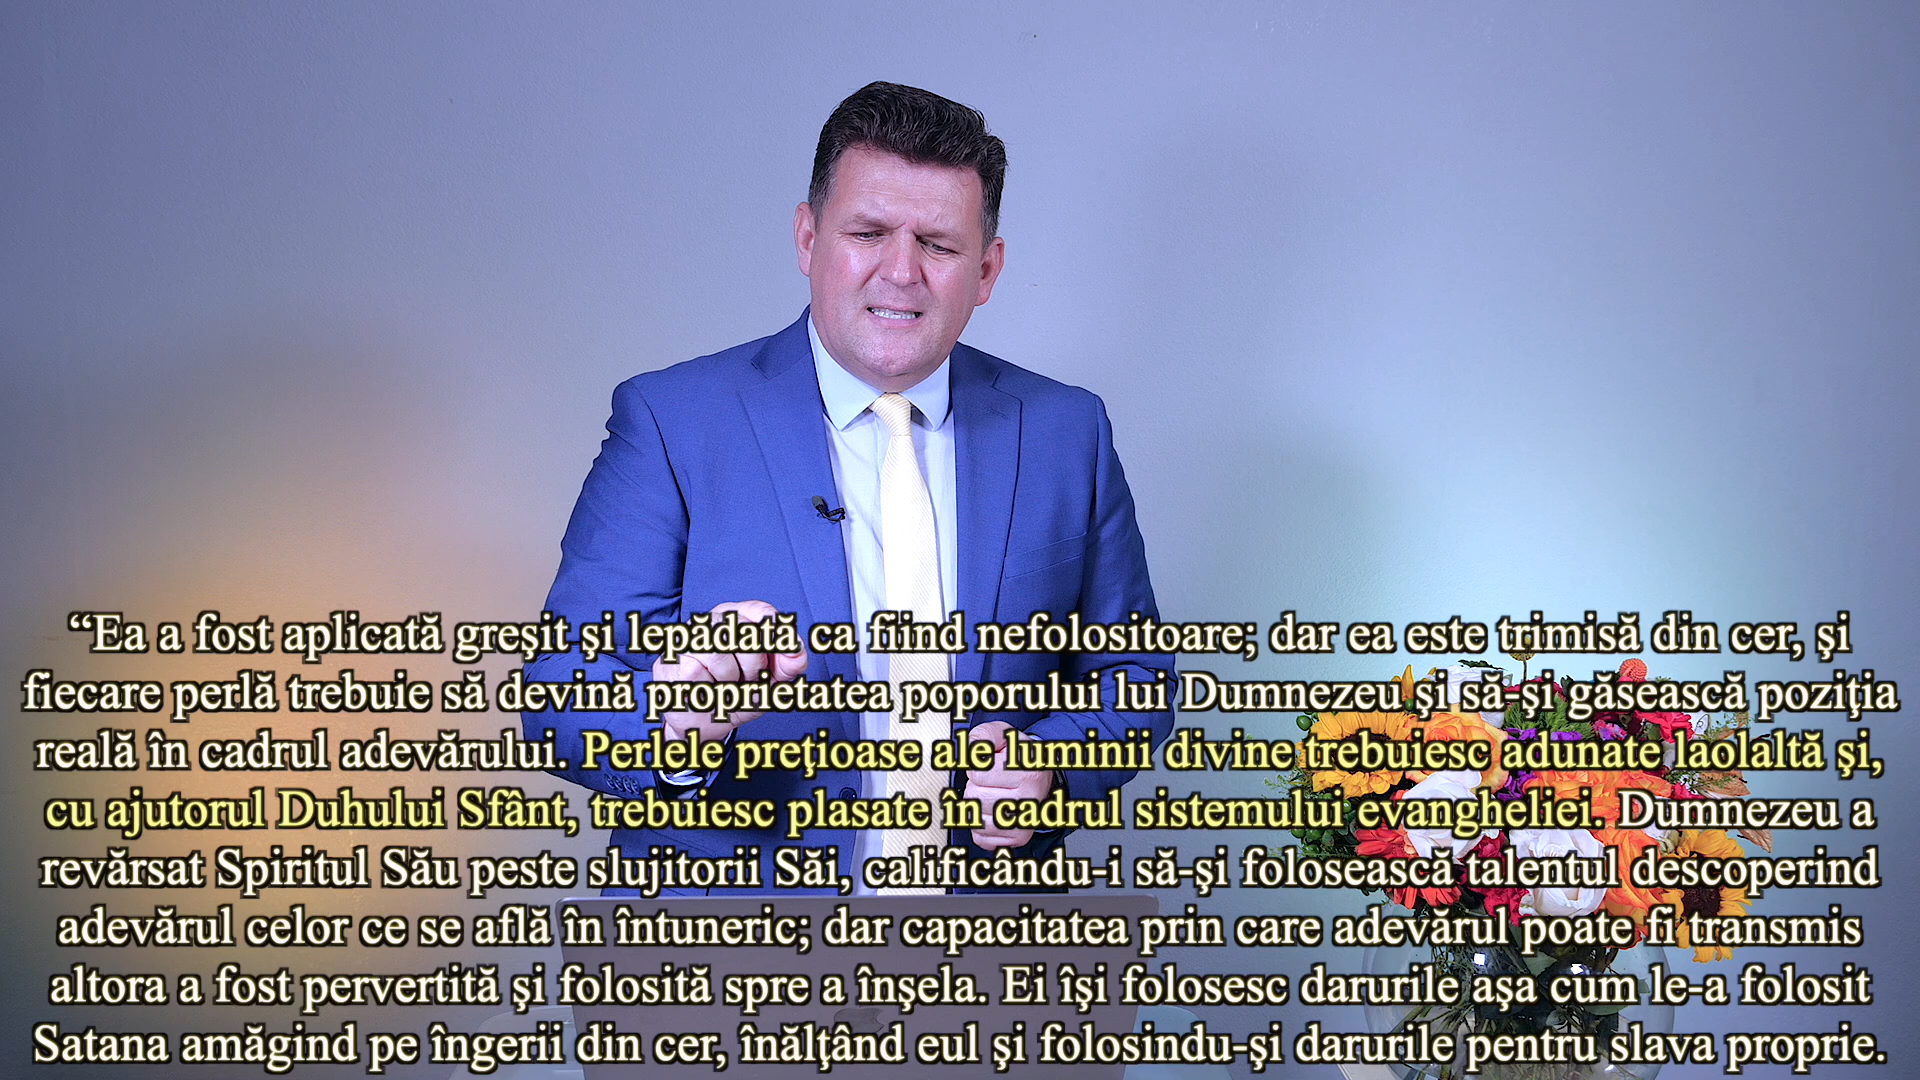 “Ea a fost aplicată greşit şi lepădată ca fiind nefolositoare; dar ea este trimisă din cer, şi
fiecare perlă trebuie să devină proprietatea poporului lui Dumnezeu şi să-şi găsească poziţia
reală în cadrul adevărului. Perlele preţioase ale luminii divine trebuiesc adunate laolaltă şi,
cu ajutorul Duhului Sfânt, trebuiesc plasate în cadrul sistemului evangheliei. Dumnezeu a
revărsat Spiritul Său peste slujitorii Săi, calificându-i să-şi folosească talentul descoperind
adevărul celor ce se află în întuneric; dar capacitatea prin care adevărul poate fi transmis
altora a fost pervertită şi folosită spre a înşela. Ei îşi folosesc darurile aşa cum le-a folosit
Satana amăgind pe îngerii din cer, înălţând eul şi folosindu-şi darurile pentru slava proprie.